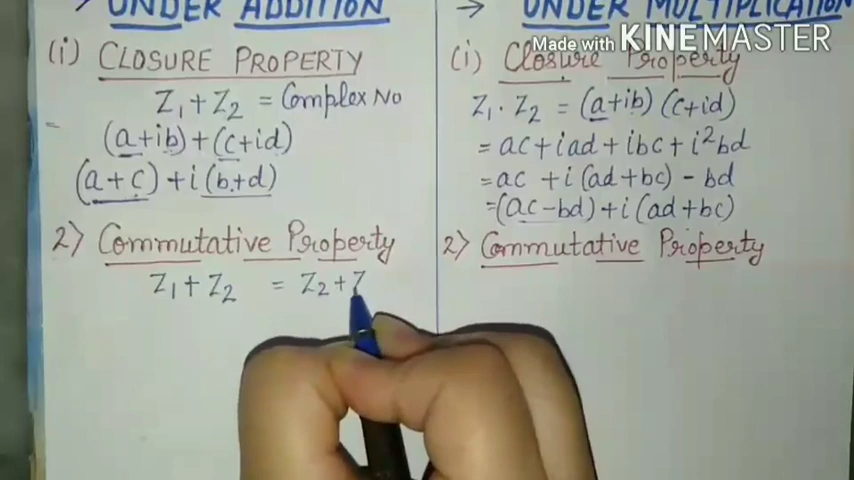 UNDER ADDITION
(i) CLOSURE PROPERTY
Z₁ + Z₂ = Complex No
= (a+ib) + (c+id)
(a+c) + i(b+d)
2) Commutative Property
Z₁ + Z₂ = Z₂ + Z
→ UNDER MULTIPLICATION
Made with KINEMASTER
(i) Closure Property
Z₁ · Z₂ = (a+ib)(c+id)
= ac + iad + ibc + i²bd
= ac + i(ad+bc) - bd
= (ac-bd) + i(ad+bc)
2) Commutative Property